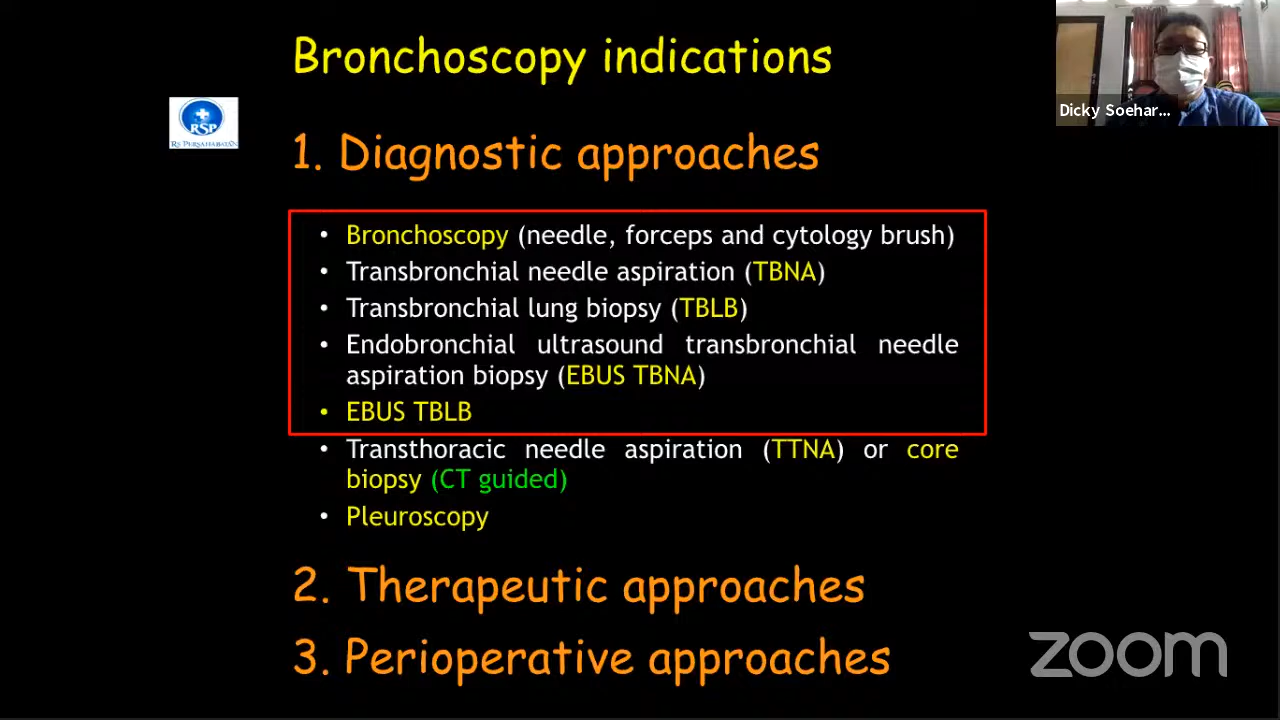 Bronchoscopy indications
Dicky Soehar...
RSP
RS PERSAHABATAN
1. Diagnostic approaches
• Bronchoscopy (needle, forceps and cytology brush)
• Transbronchial needle aspiration (TBNA)
• Transbronchial lung biopsy (TBLB)
• Endobronchial ultrasound transbronchial needle
aspiration biopsy (EBUS TBNA)
• EBUS TBLB
• Transthoracic needle aspiration (TTNA) or core
biopsy (CT guided)
• Pleuroscopy
2. Therapeutic approaches
3. Perioperative approaches
zoom